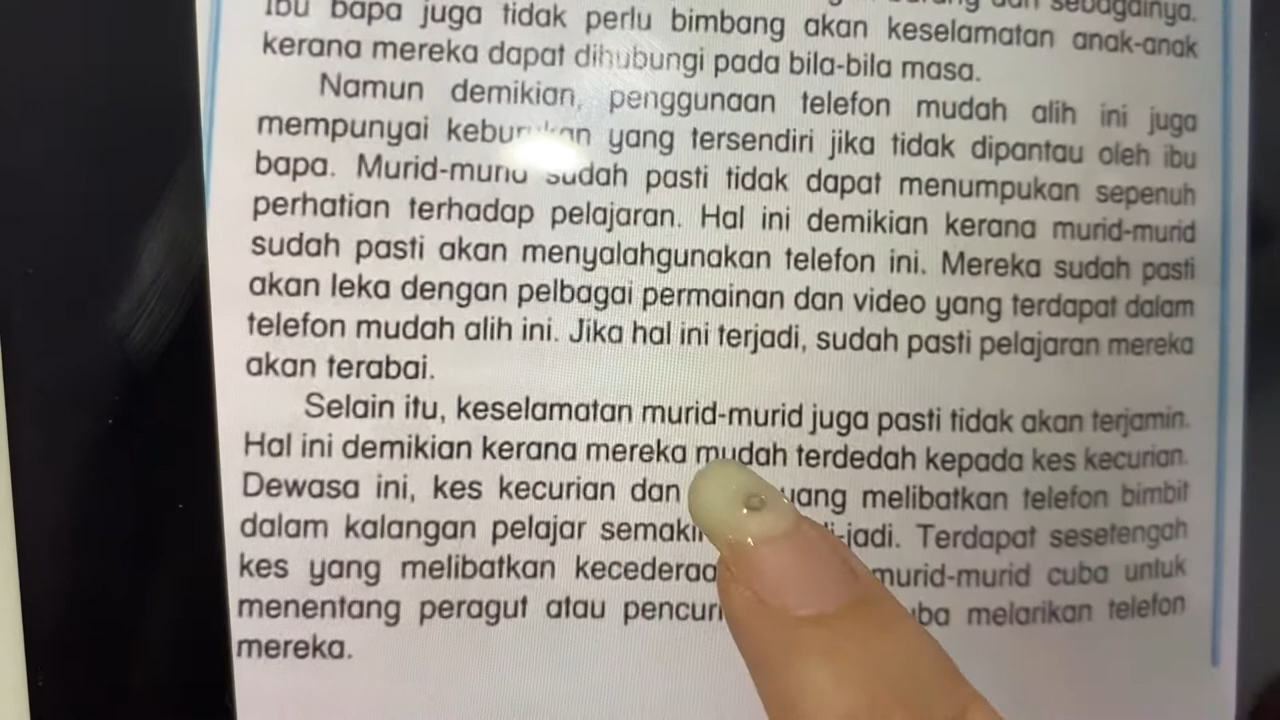 sebagainya.
Ibu bapa juga tidak perlu bimbang akan keselamatan anak-anak
kerana mereka dapat dihubungi pada bila-bila masa.
Namun demikian, penggunaan telefon mudah alih ini juga
mempunyai keburukan yang tersendiri jika tidak dipantau oleh ibu
bapa. Murid-murid sudah pasti tidak dapat menumpukan sepenuh
perhatian terhadap pelajaran. Hal ini demikian kerana murid-murid
sudah pasti akan menyalahgunakan telefon ini. Mereka sudah pasti
akan leka dengan pelbagai permainan dan video yang terdapat dalam
telefon mudah alih ini. Jika hal ini terjadi, sudah pasti pelajaran mereka
akan terabai.
Selain itu, keselamatan murid-murid juga pasti tidak akan terjamin.
Hal ini demikian kerana mereka mudah terdedah kepada kes kecurian.
Dewasa ini, kes kecurian dan yang melibatkan telefon bimbit
dalam kalangan pelajar Terdapat sesetengah
kes yang melibatkan murid-murid cuba untuk
menentang peragut atau melarikan telefon
mereka.